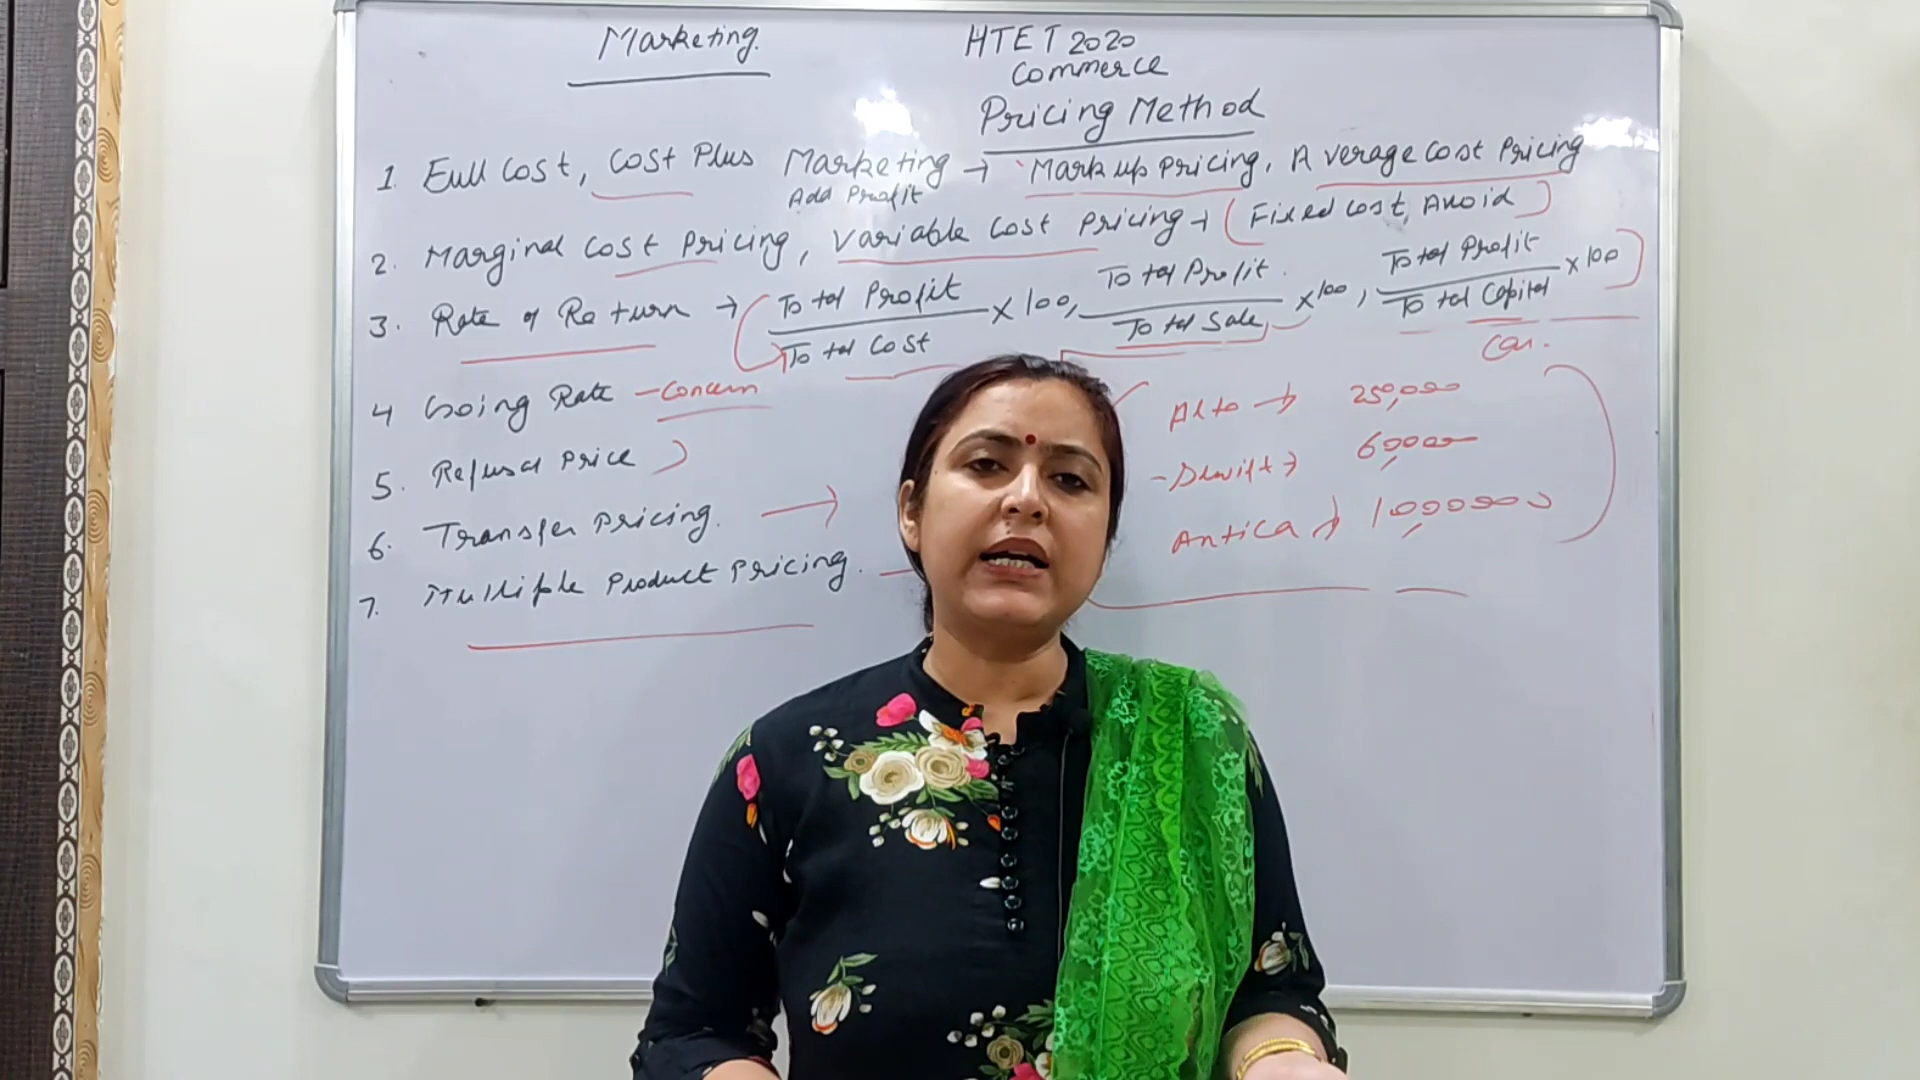 Marketing.
HTET 2020
Commerce
Pricing Method
1. Full Cost, Cost Plus Marketing → Mark up Pricing, Average Cost Pricing
Add Profit
2. Marginal Cost Pricing, Variable Cost Pricing → (Fixed Cost, Avoid)
3. Rate of Return → Total Profit / Total Cost × 100, Total Profit / Total Sale × 100, Total Profit / Total Capital × 100
Car.
4 Going Rate - Concern
5. Refusal Price
6. Transfer Pricing. →
7. Multiple Product Pricing.
Alto → 250,000
- Swift →
Antica →